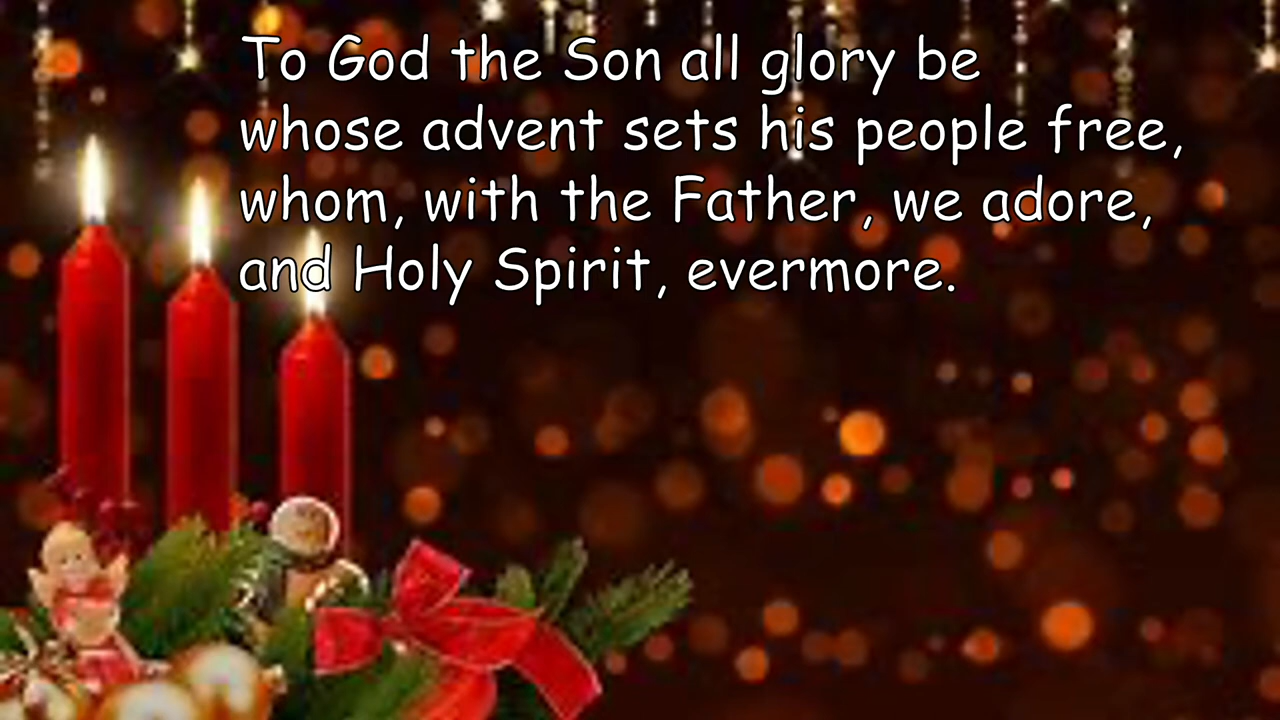 To God the Son all glory be
whose advent sets his people free,
whom, with the Father, we adore,
and Holy Spirit, evermore.